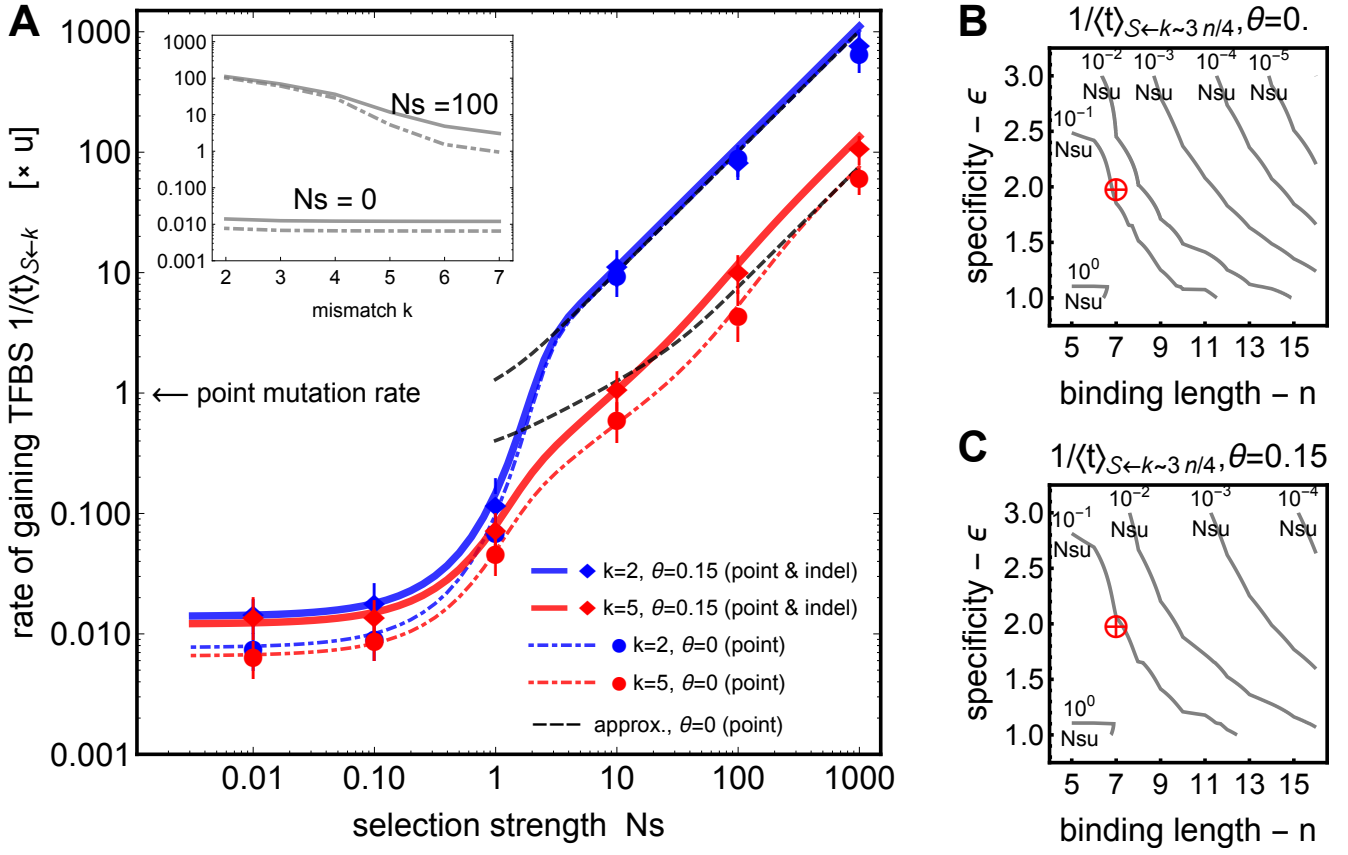 A
rate of gaining TFBS 1/⟨t⟩S←k [× u]
1000
100
10
1
0.100
0.010
0.001
0.01
0.10
1
10
100
1000
selection strength Ns
← point mutation rate
1000
100
10
1
0.100
0.010
0.001
Ns =100
Ns = 0
2 3 4 5 6 7
mismatch k
k=2, θ=0.15 (point & indel)
k=5, θ=0.15 (point & indel)
k=2, θ=0 (point)
k=5, θ=0 (point)
approx., θ=0 (point)
B
1/⟨t⟩S←k~3 n/4, θ=0.
specificity – ϵ
3.0
2.5
2.0
1.5
1.0
10⁻² 10⁻³ 10⁻⁴ 10⁻⁵
Nsu Nsu Nsu Nsu
10⁻¹
Nsu
10⁰
Nsu
5 7 9 11 13 15
binding length – n
C
1/⟨t⟩S←k~3 n/4, θ=0.15
specificity – ϵ
3.0
2.5
2.0
1.5
1.0
10⁻² 10⁻³ 10⁻⁴
Nsu Nsu Nsu
10⁻¹
Nsu
10⁰
Nsu
5 7 9 11 13 15
binding length – n